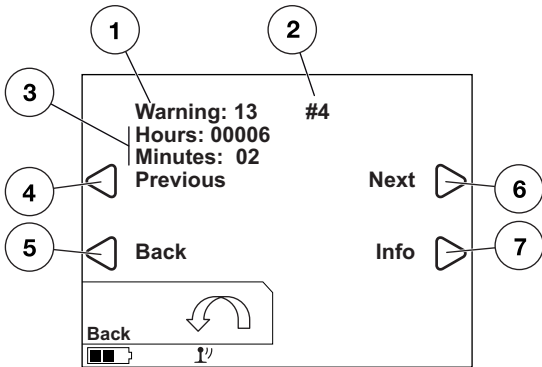 1
2
3
Warning: 13 #4
Hours: 00006
Minutes: 02
4
Previous
Next
6
5
Back
Info
7
Back